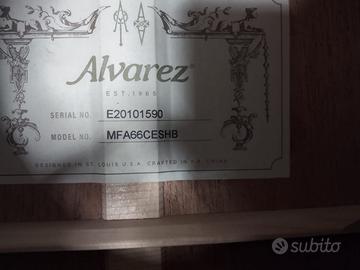 Alvarez®
EST. 1965
SERIAL NO. E20101590
MODEL NO. MFA66CESHB
DESIGNED IN ST. LOUIS U.S.A. CRAFTED IN P.R. CHINA
subito